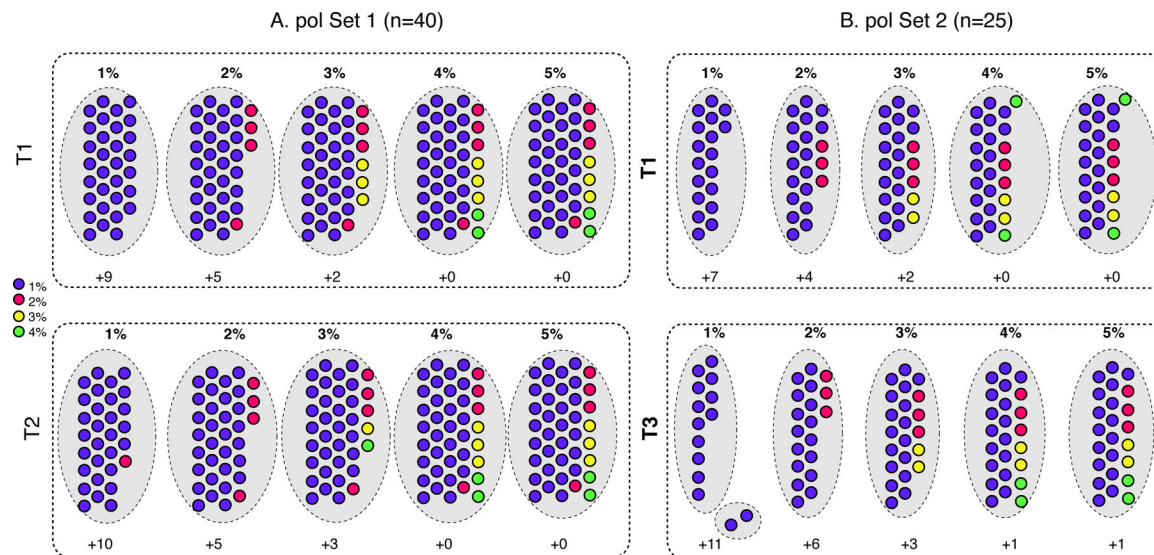 A. pol Set 1 (n=40)
B. pol Set 2 (n=25)
T1
1% 2% 3% 4% 5%
+9 +5 +2 +0 +0
T1
1% 2% 3% 4% 5%
+7 +4 +2 +0 +0
1%
2%
3%
4%
T2
1% 2% 3% 4% 5%
+10 +5 +3 +0 +0
T3
1% 2% 3% 4% 5%
+11 +6 +3 +1 +1